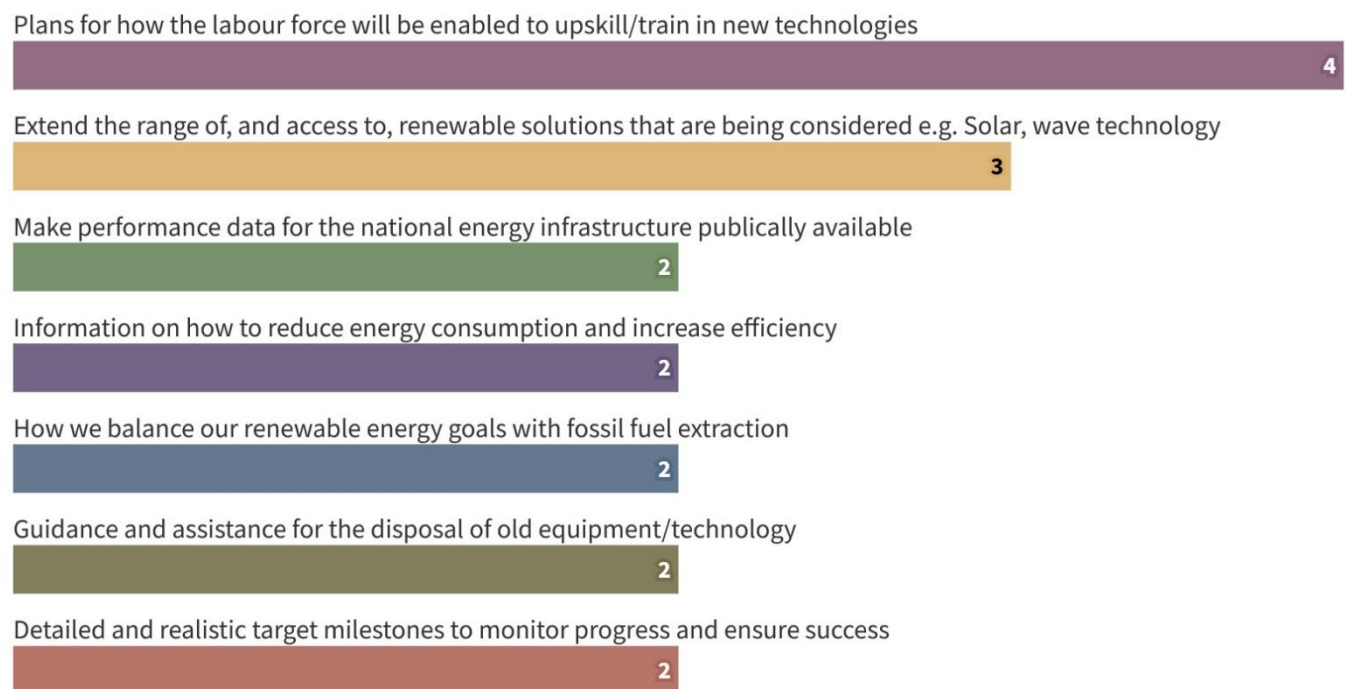 Plans for how the labour force will be enabled to upskill/train in new technologies
4
Extend the range of, and access to, renewable solutions that are being considered e.g. Solar, wave technology
3
Make performance data for the national energy infrastructure publically available
2
Information on how to reduce energy consumption and increase efficiency
2
How we balance our renewable energy goals with fossil fuel extraction
2
Guidance and assistance for the disposal of old equipment/technology
2
Detailed and realistic target milestones to monitor progress and ensure success
2